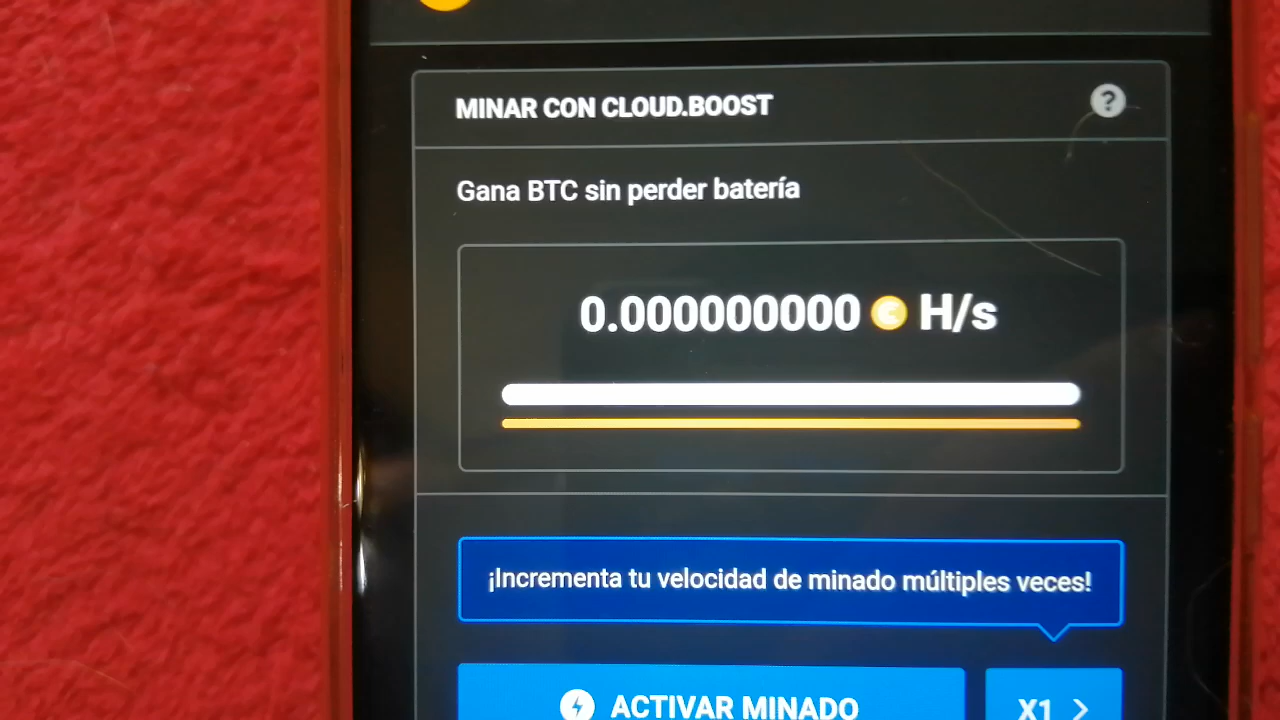 MINAR CON CLOUD.BOOST
?
Gana BTC sin perder batería
0.000000000 C H/s
¡Incrementa tu velocidad de minado múltiples veces!
ACTIVAR MINADO
X1 >